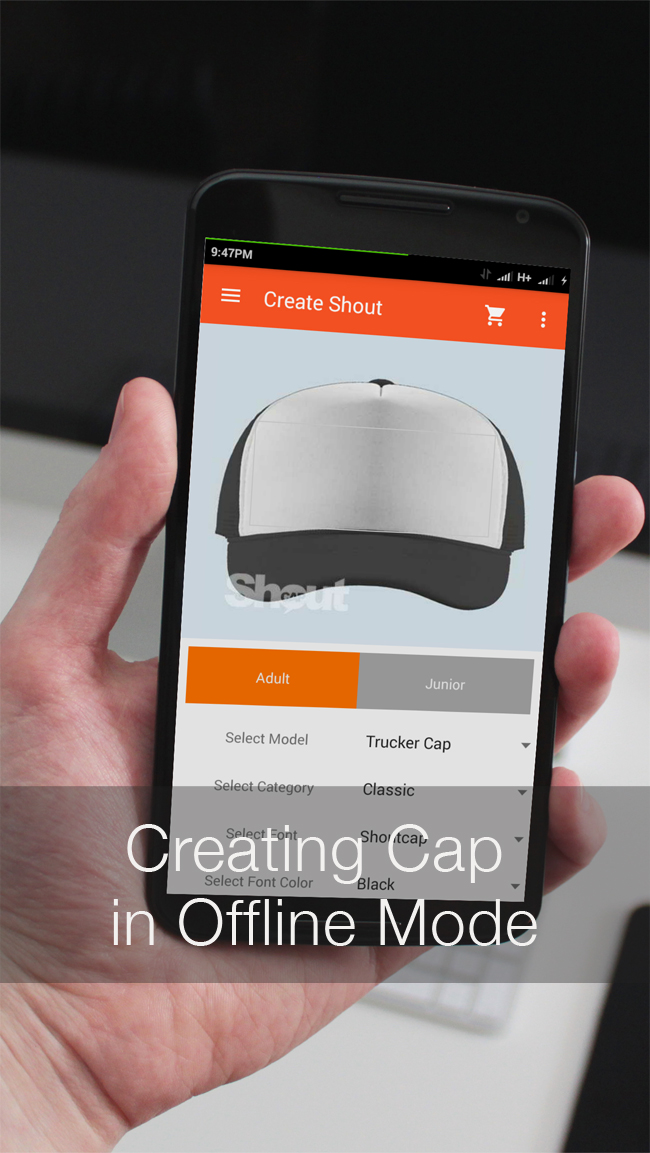 9:47PM H+
Create Shout
Shout
Adult Junior
Select Model Trucker Cap
Select Category Classic
Select Font Shoutcap
Select Font Color Black
Creating Cap
in Offline Mode